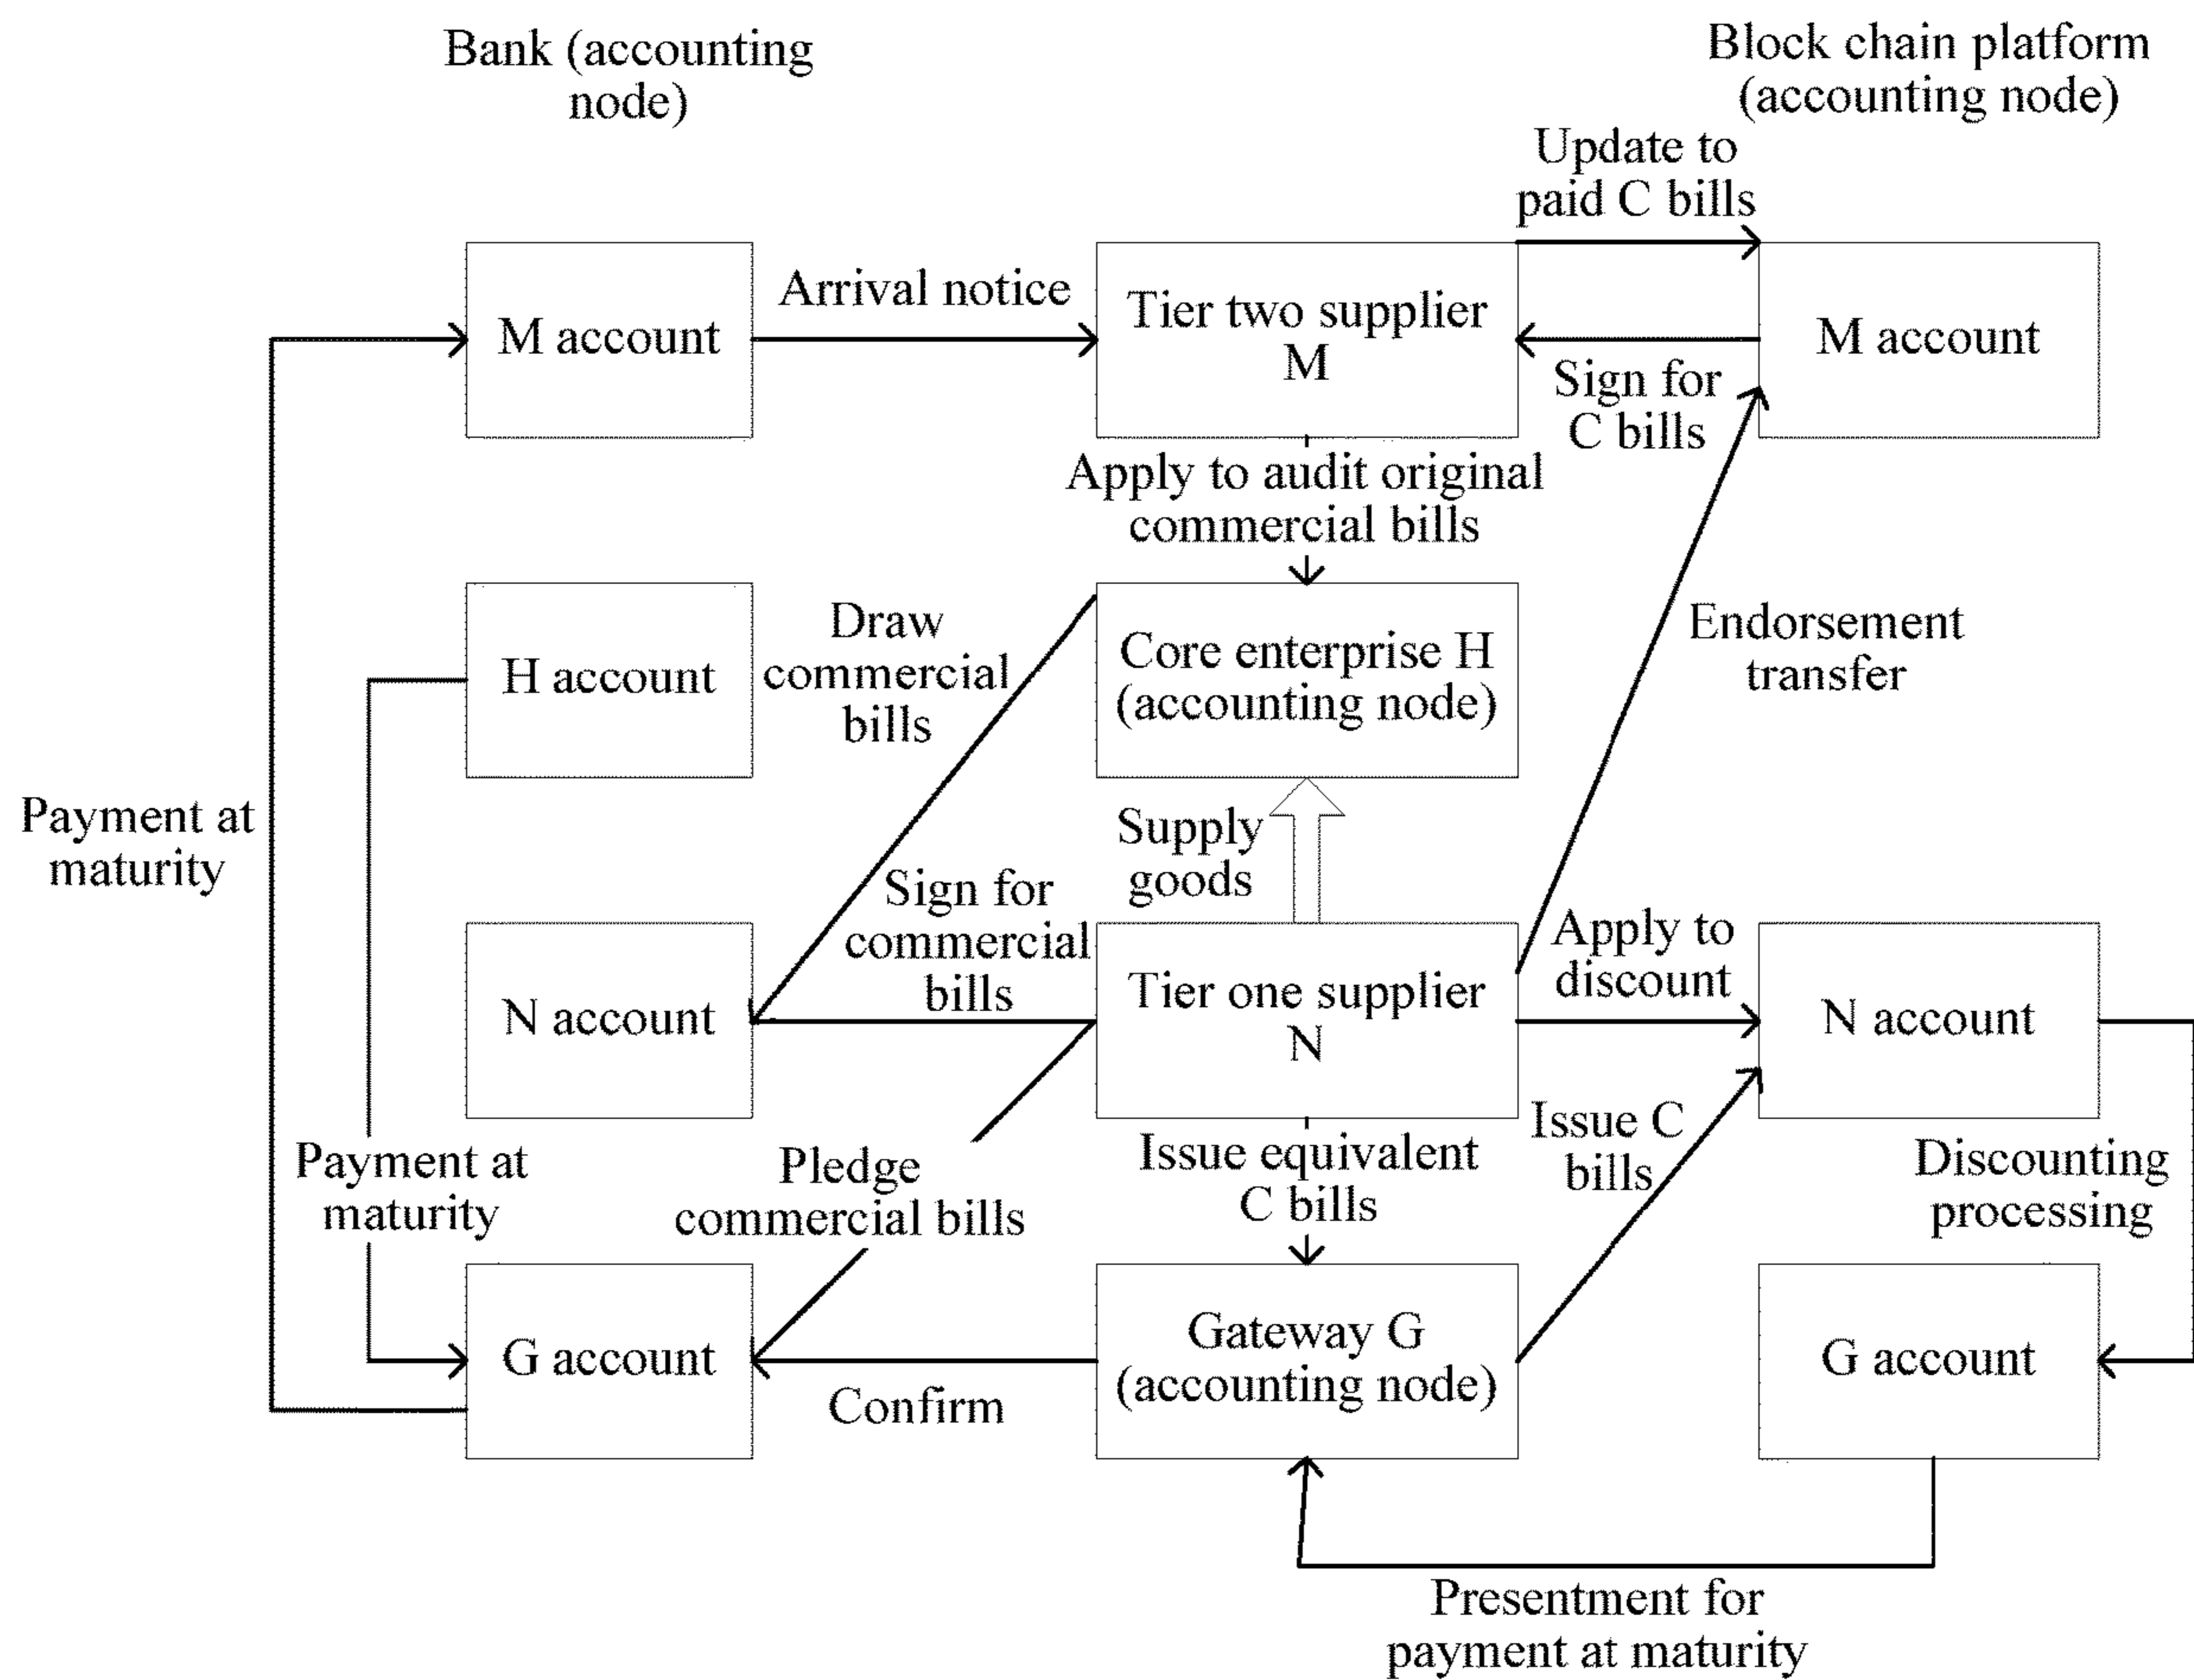 Bank (accounting
node)
Block chain platform
(accounting node)
Update to
paid C bills
M account
Arrival notice
Tier two supplier
M
Sign for
C bills
M account
Apply to audit original
commercial bills
H account
Draw
commercial
bills
Core enterprise H
(accounting node)
Endorsement
transfer
Payment at
maturity
Supply
goods
Sign for
commercial
bills
N account
Tier one supplier
N
Apply to
discount
N account
Payment at
maturity
Pledge
commercial bills
Issue equivalent
C bills
Issue C
bills
Discounting
processing
G account
Confirm
Gateway G
(accounting node)
G account
Presentment for
payment at maturity